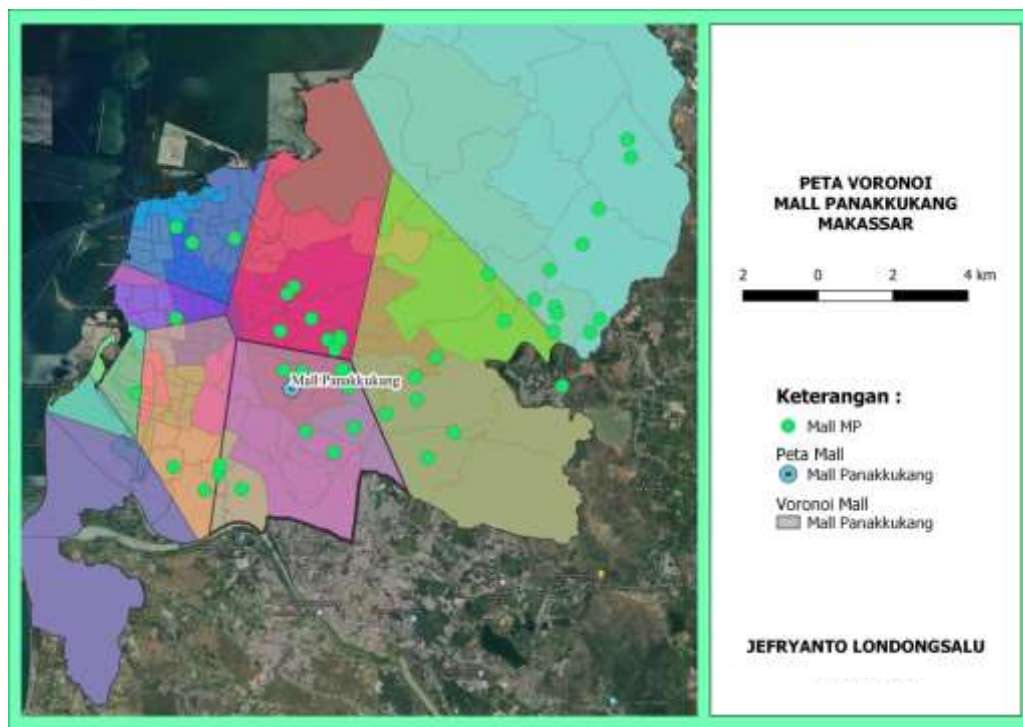 Mall Panakkukang
PETA VORONOI
MALL PANAKKUKANG
MAKASSAR
2 0 2 4 km
Keterangan :
Mall MP
Peta Mall
Mall Panakkukang
Voronoi Mall
Mall Panakkukang
JEFRYANTO LONDONGSALU